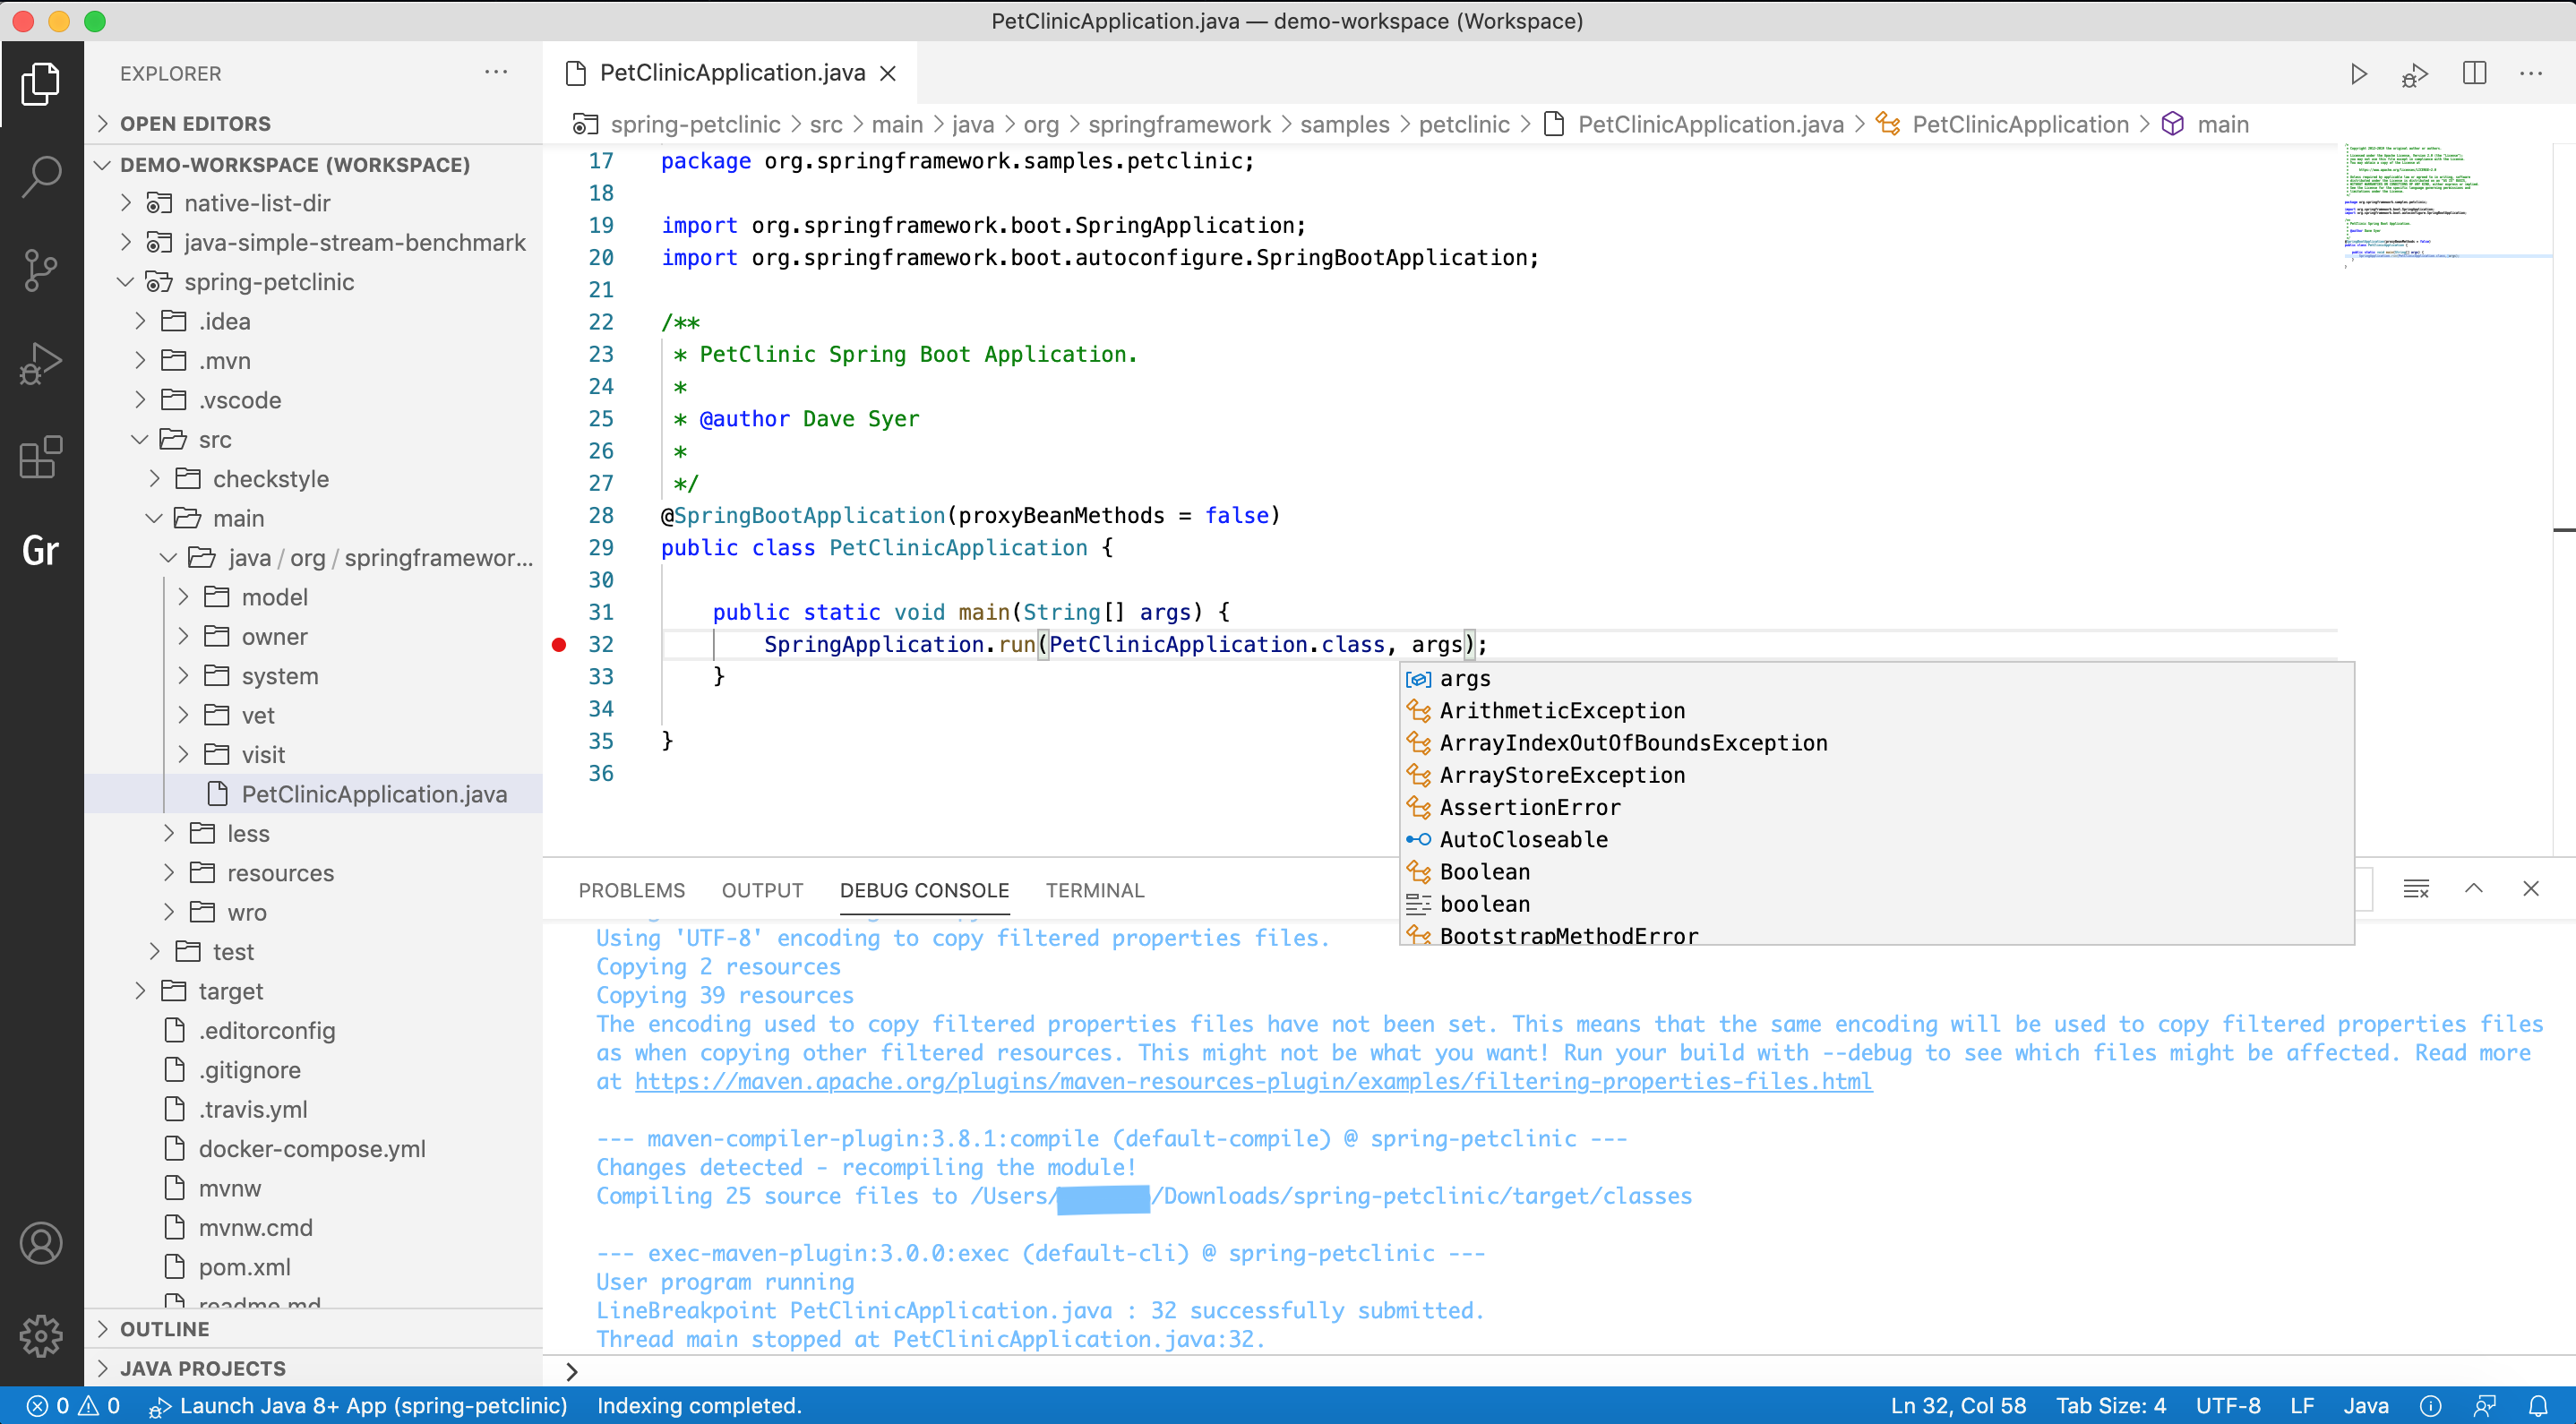 PetClinicApplication.java — demo-workspace (Workspace)
EXPLORER
OPEN EDITORS
DEMO-WORKSPACE (WORKSPACE)
native-list-dir
java-simple-stream-benchmark
spring-petclinic
.idea
.mvn
.vscode
src
checkstyle
main
java / org / springframewor...
model
owner
system
vet
visit
PetClinicApplication.java
less
resources
wro
test
target
.editorconfig
.gitignore
.travis.yml
docker-compose.yml
mvnw
mvnw.cmd
pom.xml
readme.md
OUTLINE
JAVA PROJECTS
Gr
PetClinicApplication.java
spring-petclinic > src > main > java > org > springframework > samples > petclinic > PetClinicApplication.java > PetClinicApplication > main
17 package org.springframework.samples.petclinic;
18
19 import org.springframework.boot.SpringApplication;
20 import org.springframework.boot.autoconfigure.SpringBootApplication;
21
22 /**
23 * PetClinic Spring Boot Application.
24 *
25 * @author Dave Syer
26 *
27 */
28 @SpringBootApplication(proxyBeanMethods = false)
29 public class PetClinicApplication {
30
31 public static void main(String[] args) {
32 SpringApplication.run(PetClinicApplication.class, args);
33 }
34
35 }
36
args
ArithmeticException
ArrayIndexOutOfBoundsException
ArrayStoreException
AssertionError
AutoCloseable
Boolean
boolean
BootstrapMethodError
PROBLEMS OUTPUT DEBUG CONSOLE TERMINAL
Using 'UTF-8' encoding to copy filtered properties files.
Copying 2 resources
Copying 39 resources
The encoding used to copy filtered properties files have not been set. This means that the same encoding will be used to copy filtered properties files
as when copying other filtered resources. This might not be what you want! Run your build with --debug to see which files might be affected. Read more
at https://maven.apache.org/plugins/maven-resources-plugin/examples/filtering-properties-files.html
--- maven-compiler-plugin:3.8.1:compile (default-compile) @ spring-petclinic ---
Changes detected - recompiling the module!
Compiling 25 source files to /Users/ /Downloads/spring-petclinic/target/classes
--- exec-maven-plugin:3.0.0:exec (default-cli) @ spring-petclinic ---
User program running
LineBreakpoint PetClinicApplication.java : 32 successfully submitted.
Thread main stopped at PetClinicApplication.java:32.
0 0 Launch Java 8+ App (spring-petclinic) Indexing completed. Ln 32, Col 58 Tab Size: 4 UTF-8 LF Java